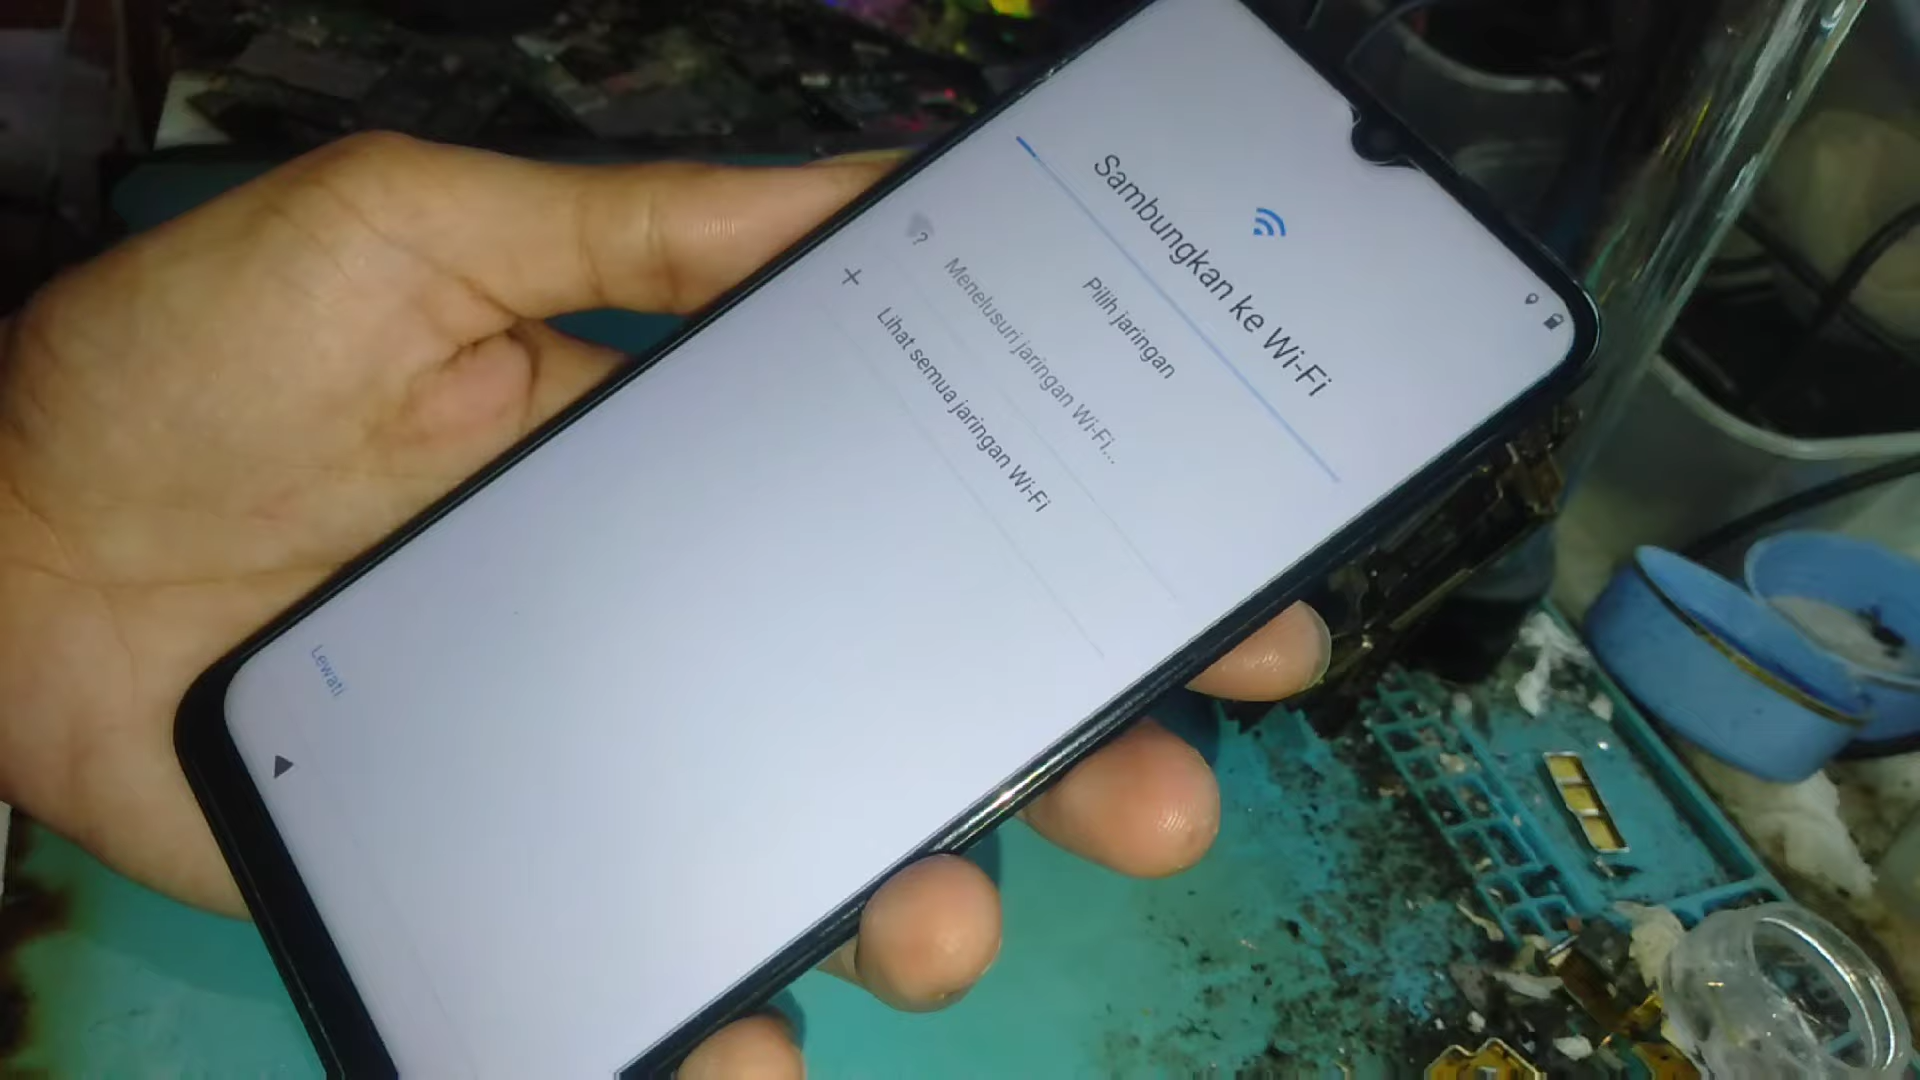 Sambungkan ke Wi-Fi
Pilih jaringan
Menelusuri jaringan Wi-Fi...
Lihat semua jaringan Wi-Fi
Lewati